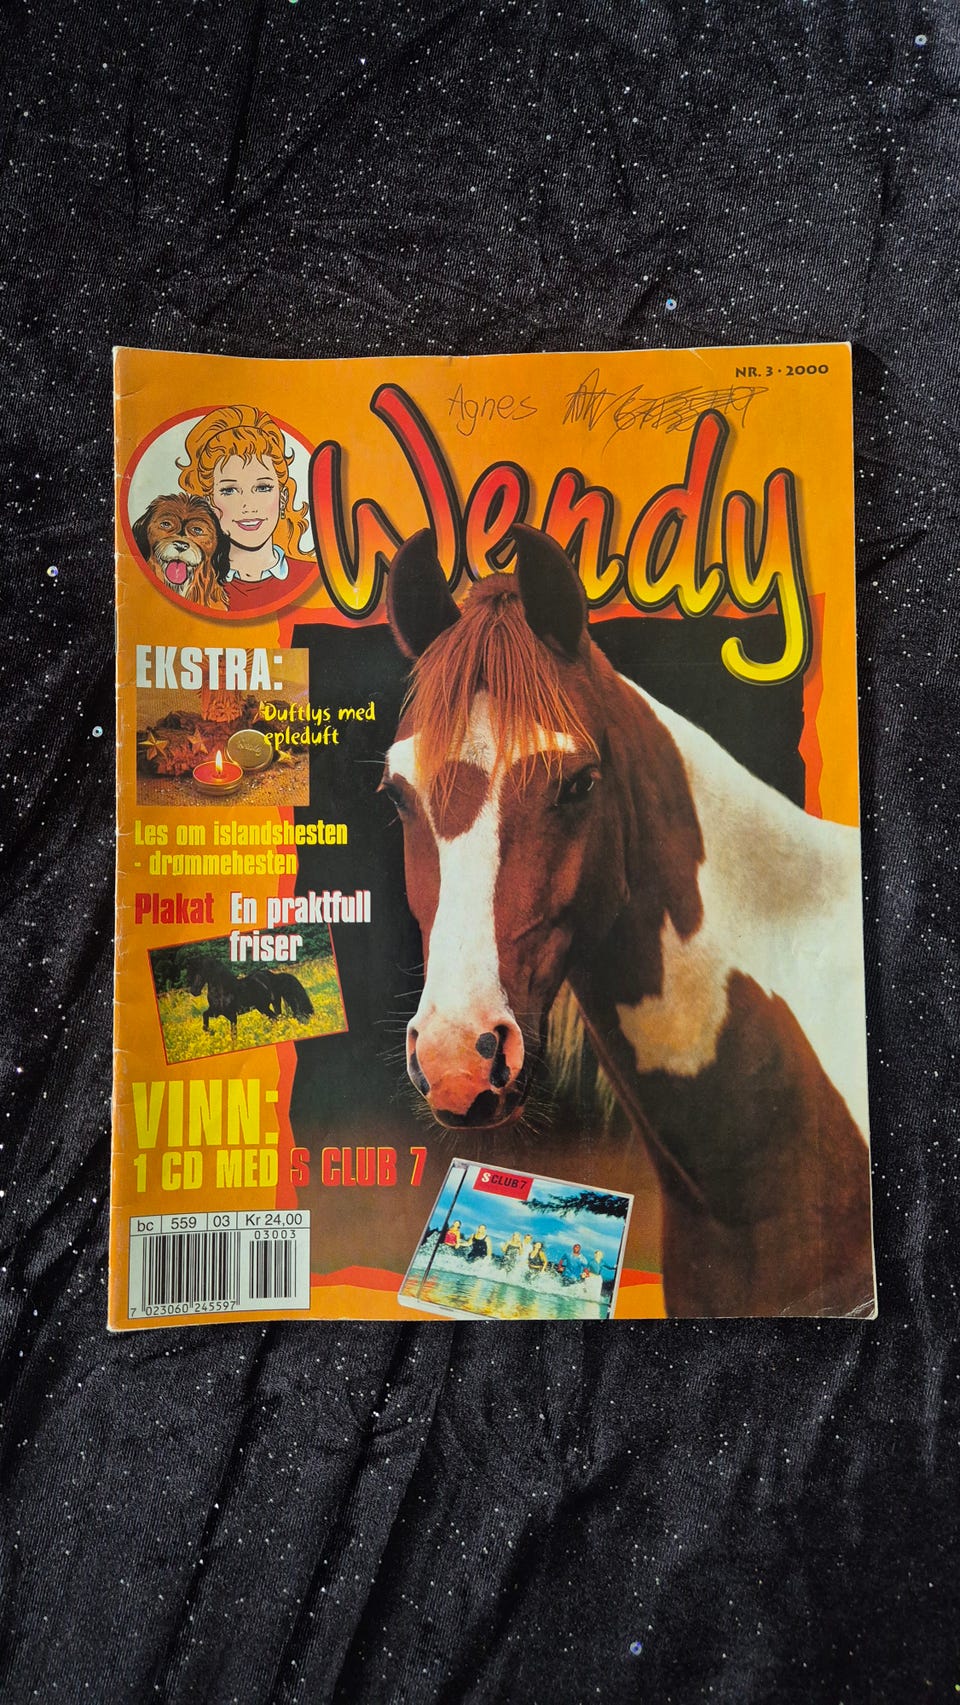 NR. 3 · 2000
Agnes
Wendy
EKSTRA:
Duftlys med
epleduft
Les om islandshesten
- drømmehesten
Plakat En praktfull
friser
VINN:
1 CD MED S CLUB 7
S CLUB 7
bc 559 03 Kr 24,00
03003
7 023060 245597